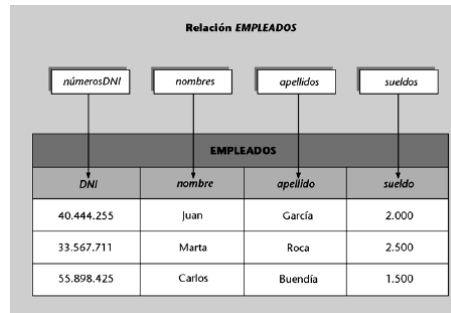 Relación EMPLEADOS
númerosDNI nombres apellidos sueldos
EMPLEADOS
DNI nombre apellido sueldo
40.444.255 Juan García 2.000
33.567.711 Marta Roca 2.500
55.898.425 Carlos Buendía 1.500